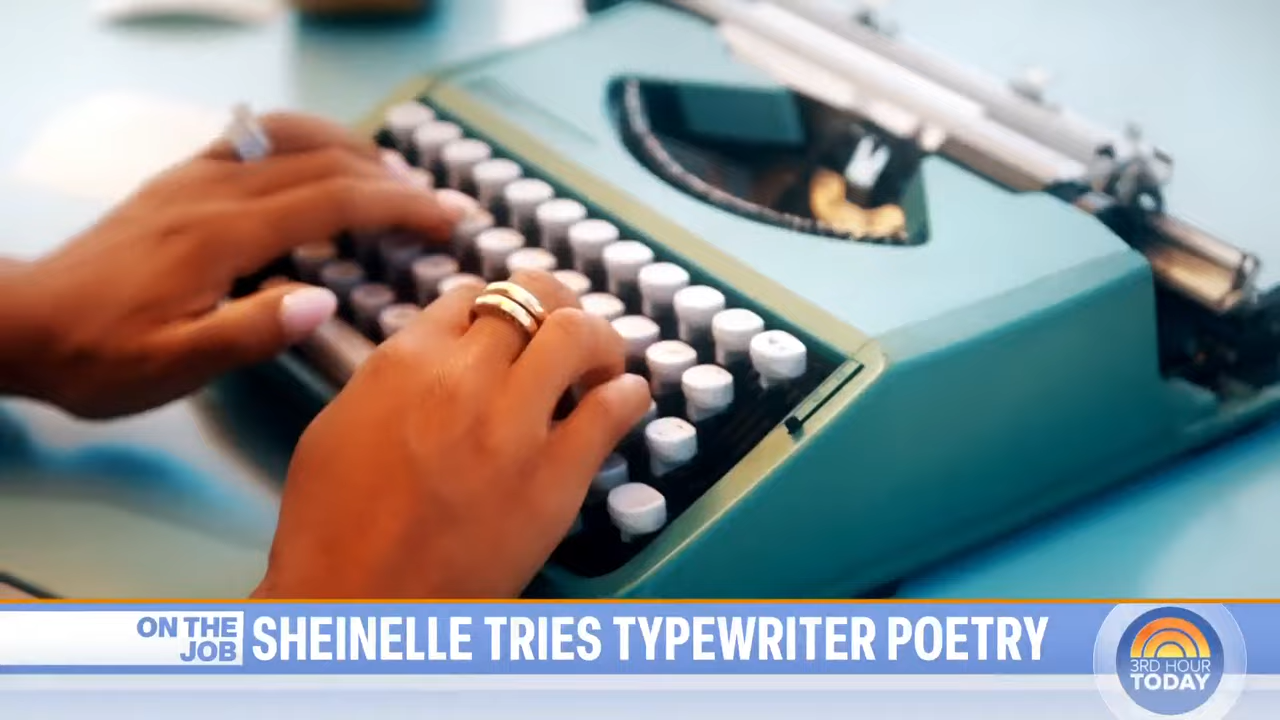 ON THE
JOB
SHEINELLE TRIES TYPEWRITER POETRY
3RD HOUR
TODAY